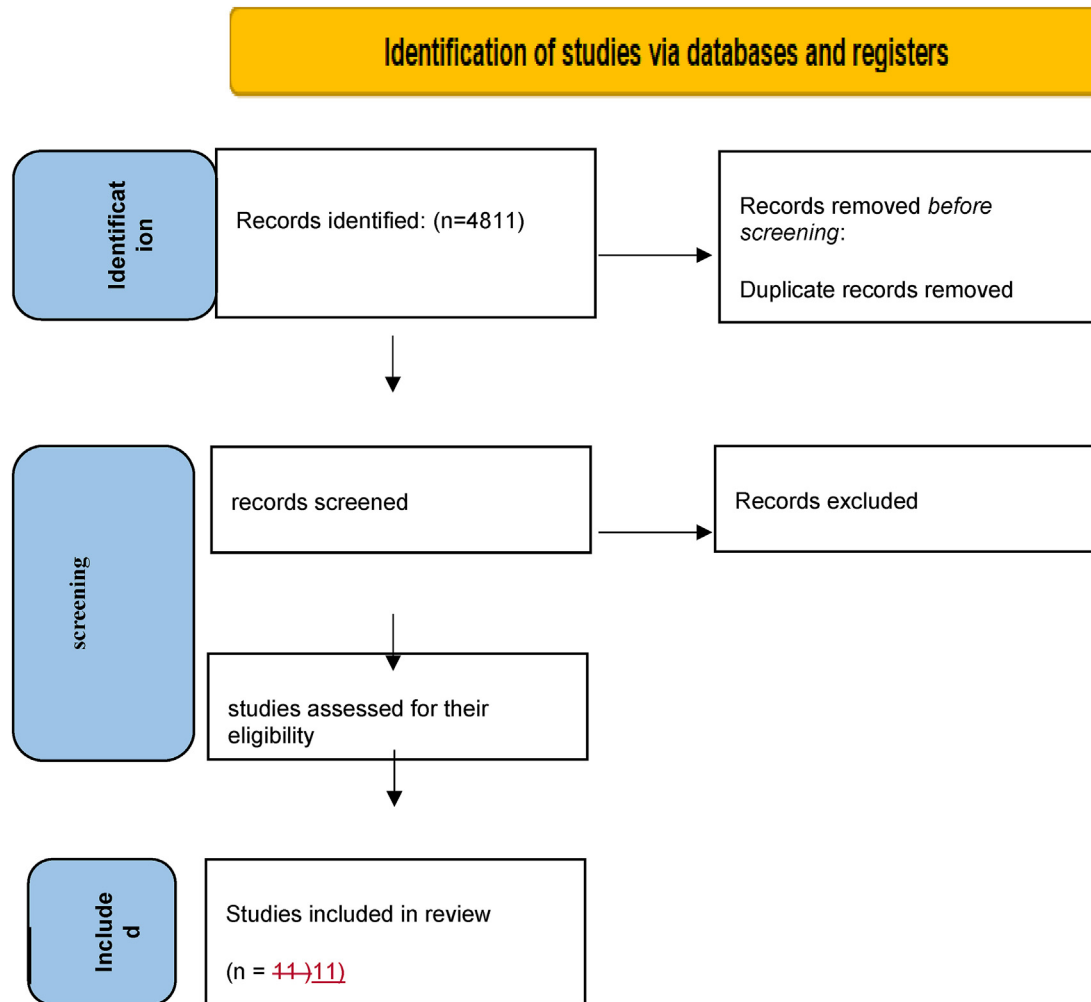 Identification of studies via databases and registers
Identificat
ion
Records identified: (n=4811)
Records removed before
screening:
Duplicate records removed
screening
records screened
Records excluded
studies assessed for their
eligibility
Include
d
Studies included in review
(n = 11 )11)